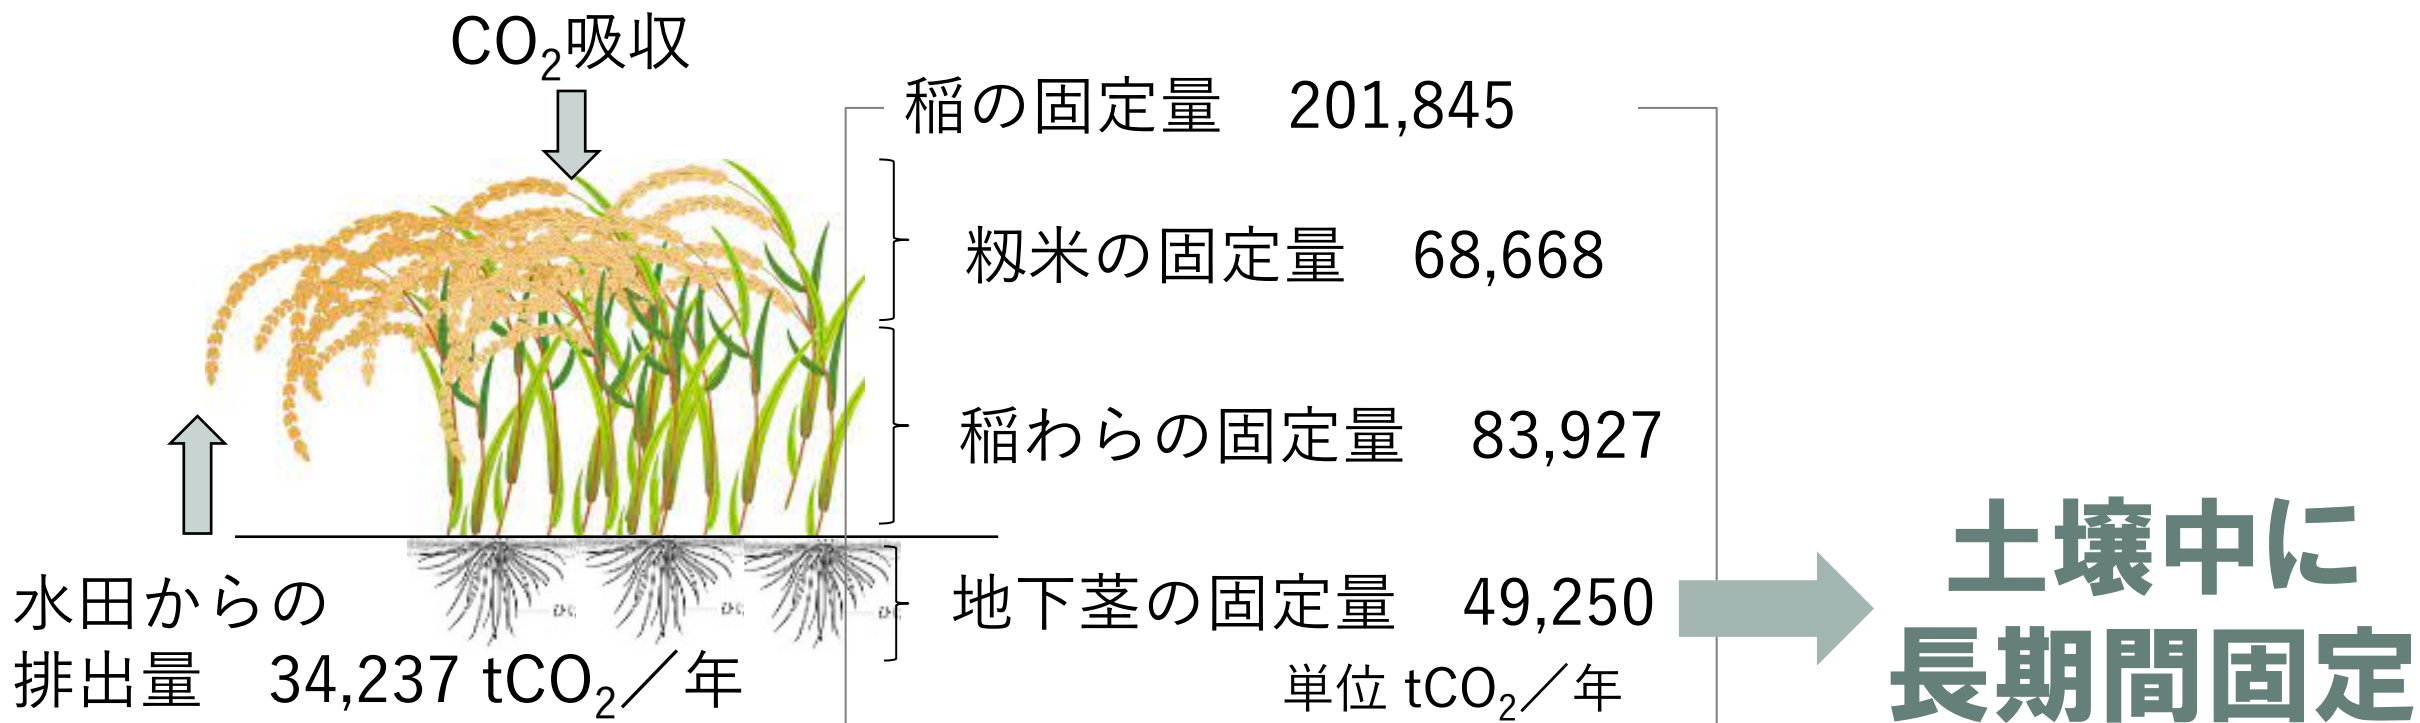 CO₂吸収
稲の固定量　201,845
籾米の固定量　68,668
稲わらの固定量　83,927
地下茎の固定量　49,250
単位 tCO₂／年
水田からの
排出量　34,237 tCO₂／年
土壌中に
長期間固定